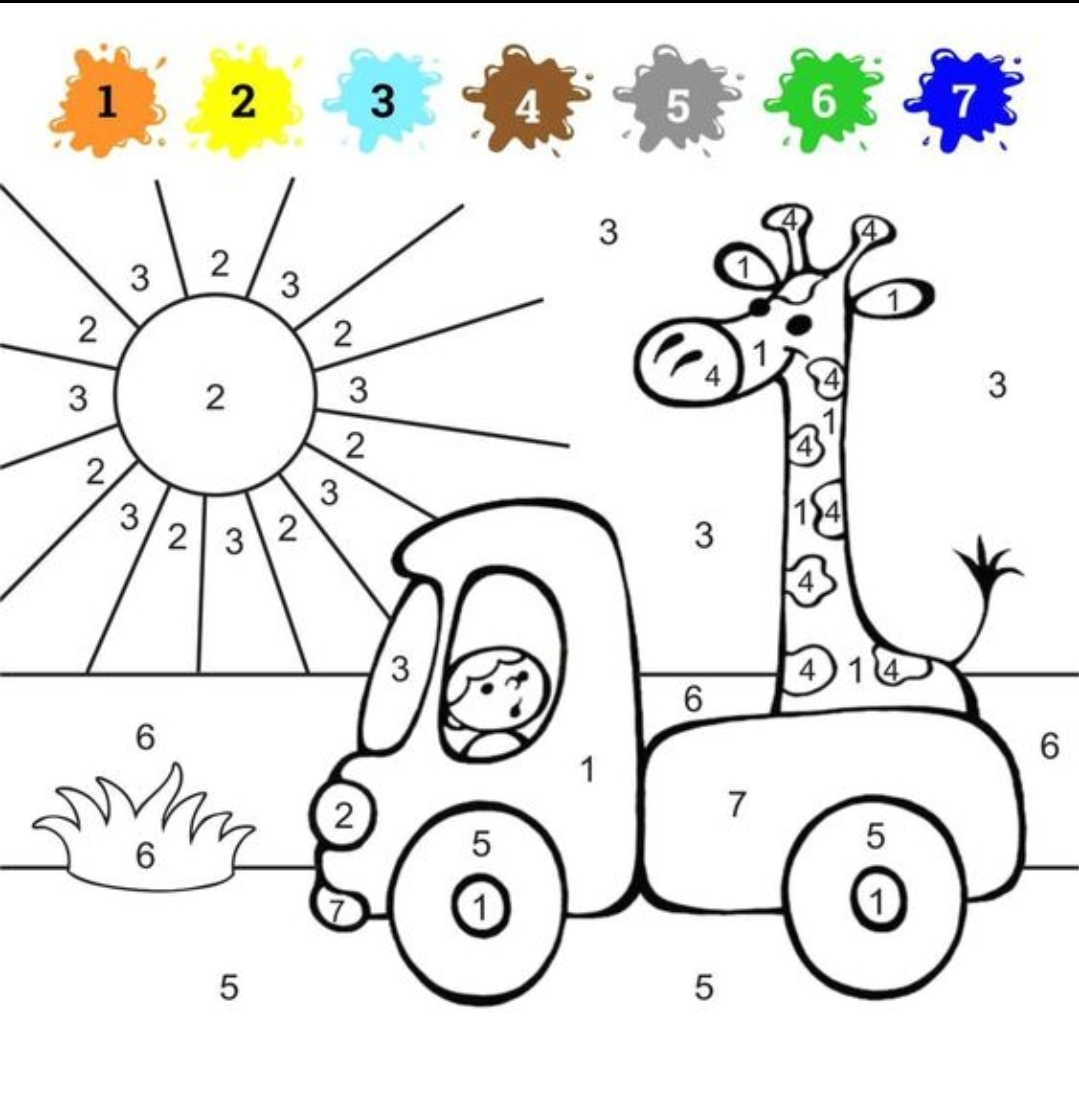 1 2 3 4 5 6 7
3 4 4
3 2 3 1
2 2 1
3 2 3 1 4 4 3
2 2 1 4
3 2 3 2 3 1 4
3 4
3 4 1 4
6 6 6
1
2 7
6 5 5
7 1 1
5 5